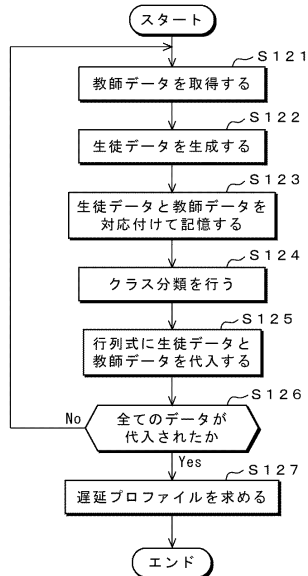 スタート
S121
教師データを取得する
S122
生徒データを生成する
S123
生徒データと教師データを
対応付けて記憶する
S124
クラス分類を行う
S125
行列式に生徒データと
教師データを代入する
S126
全てのデータが
代入されたか
No
Yes
S127
遅延プロファイルを求める
エンド